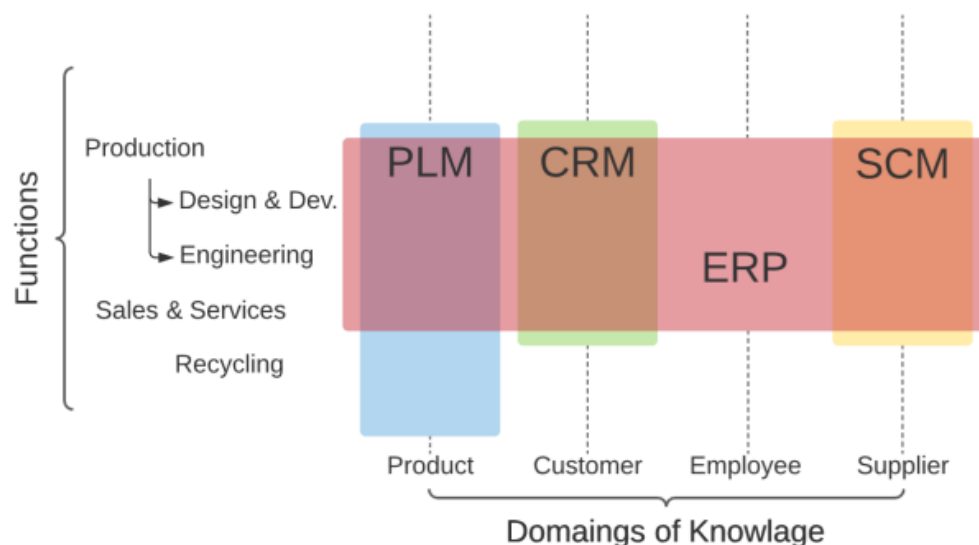 Functions
Production
Design & Dev.
Engineering
Sales & Services
Recycling
PLM
CRM
ERP
SCM
Product
Customer
Employee
Supplier
Domaings of Knowlage